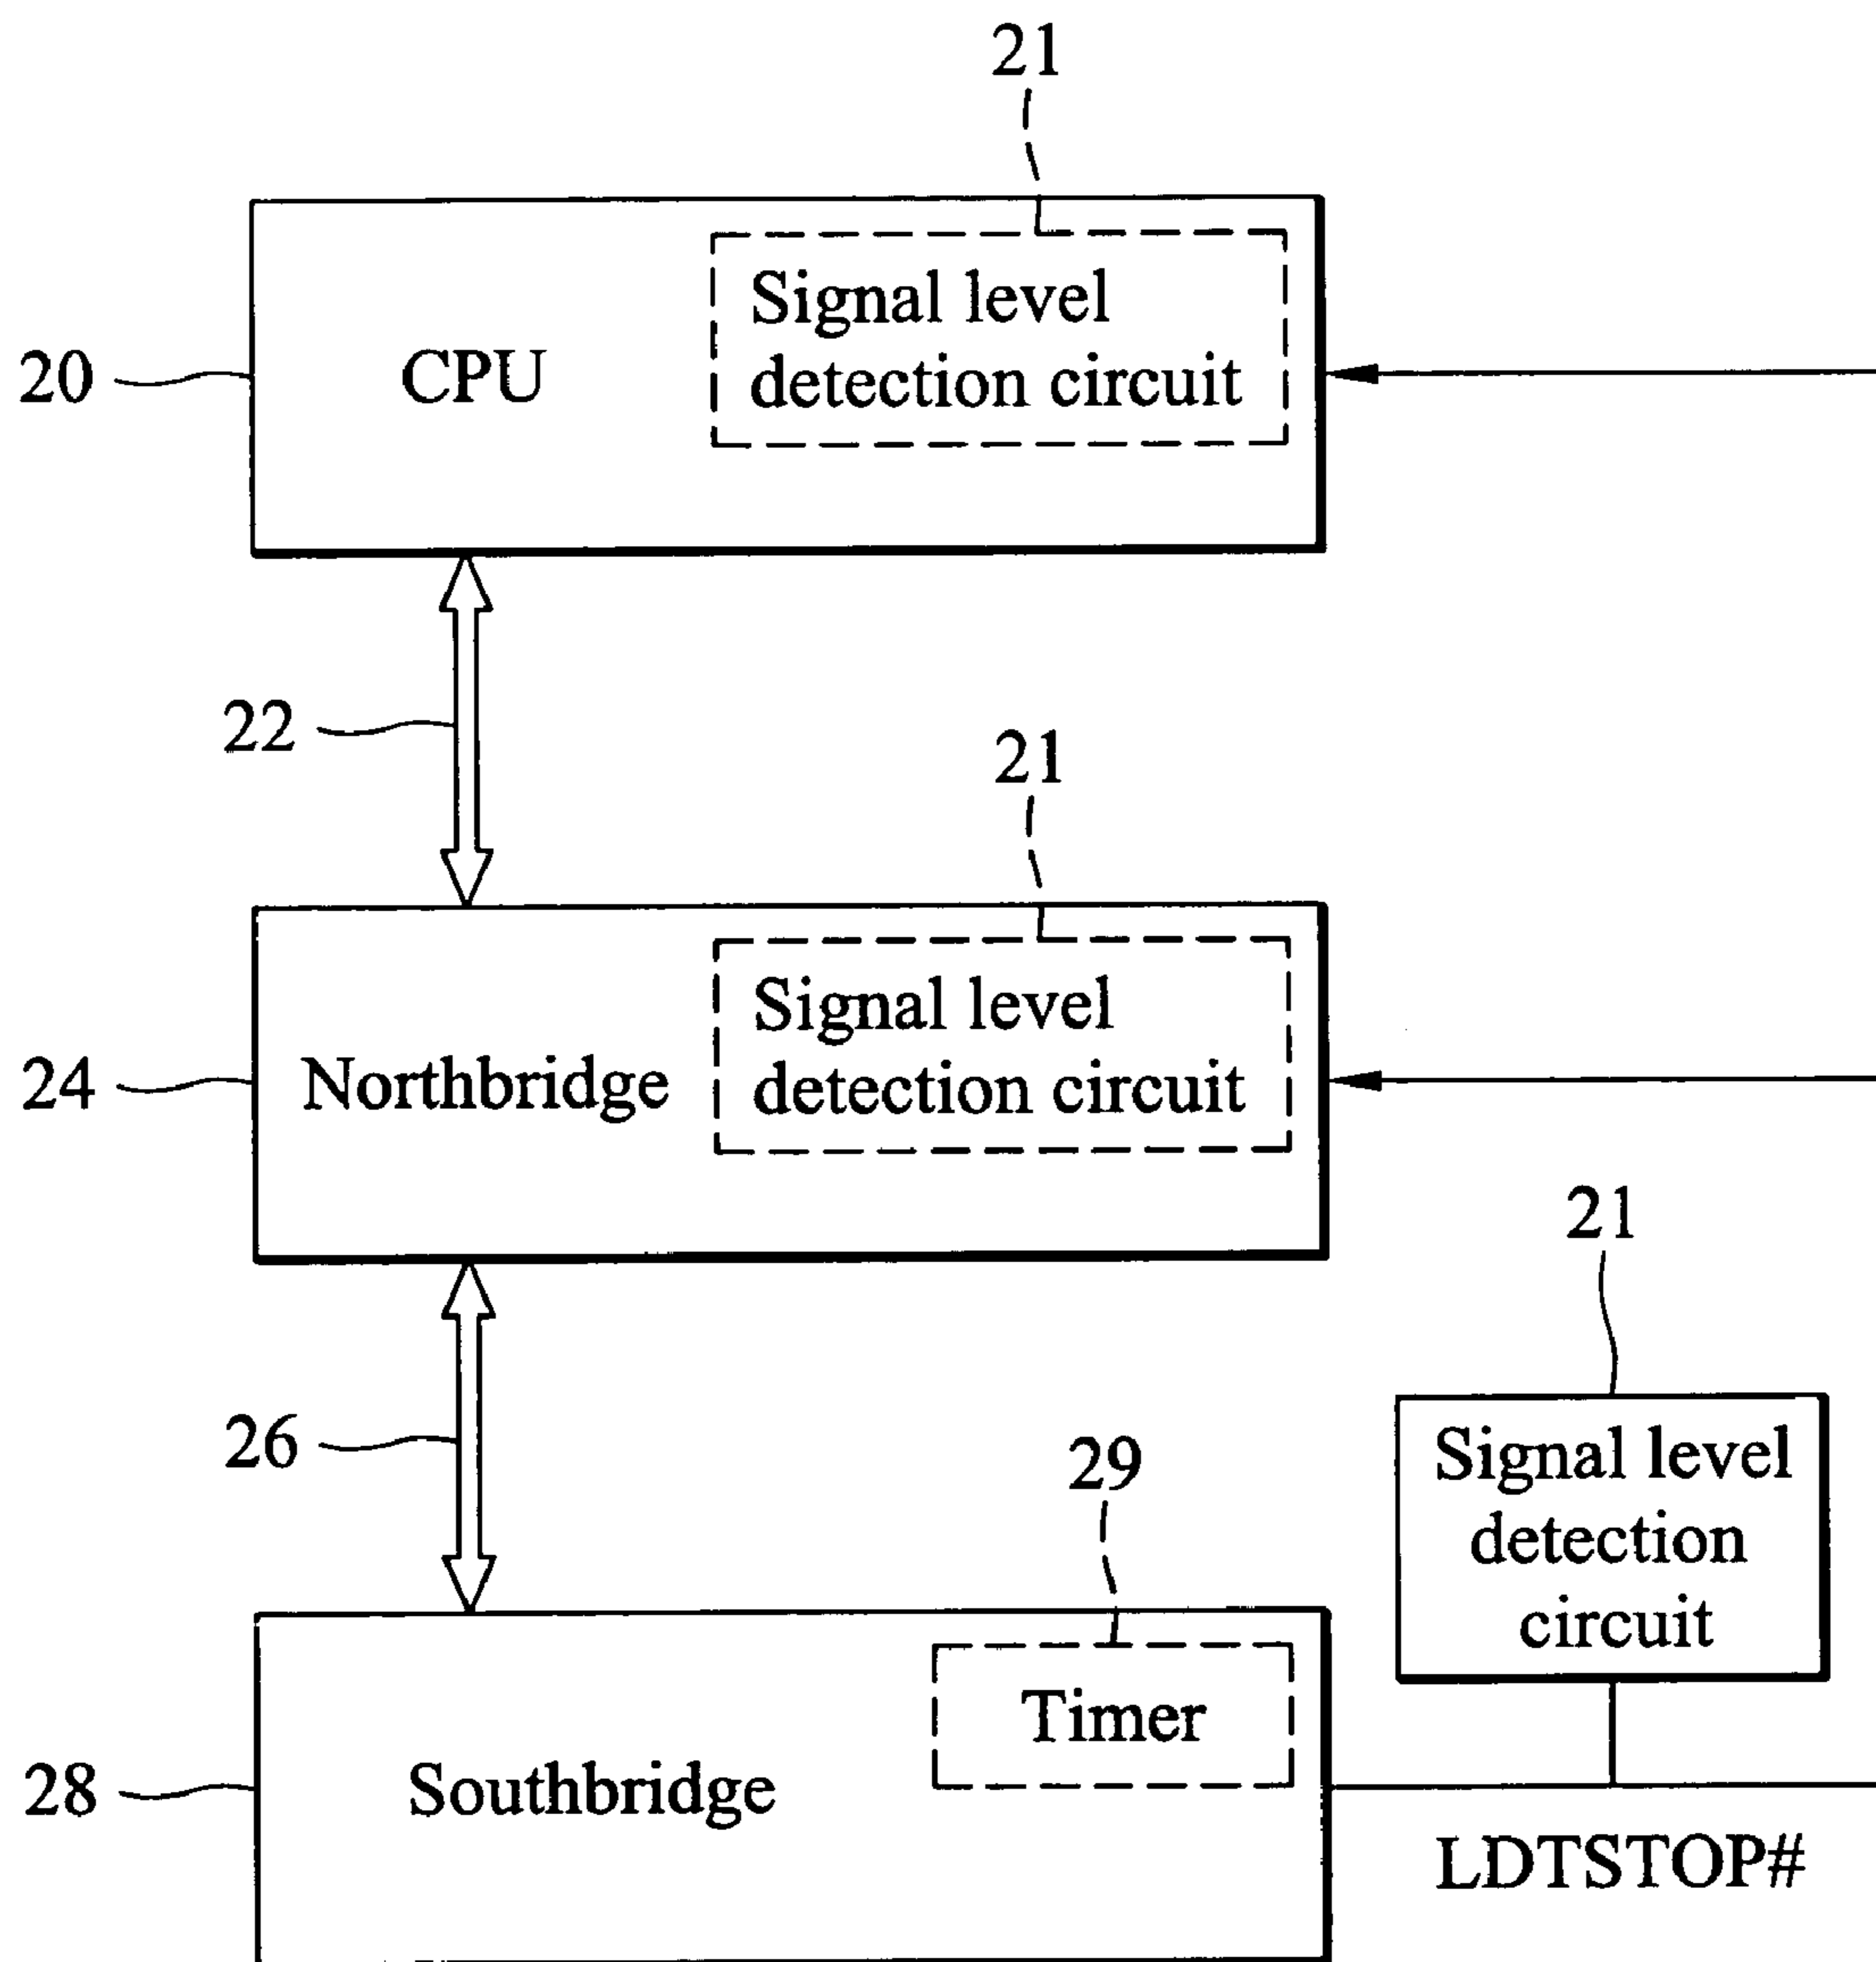 21
Signal level
detection circuit
20
CPU
22
21
Signal level
detection circuit
24
Northbridge
21
26
29
Signal level
detection
circuit
Timer
28
Southbridge
LDTSTOP#